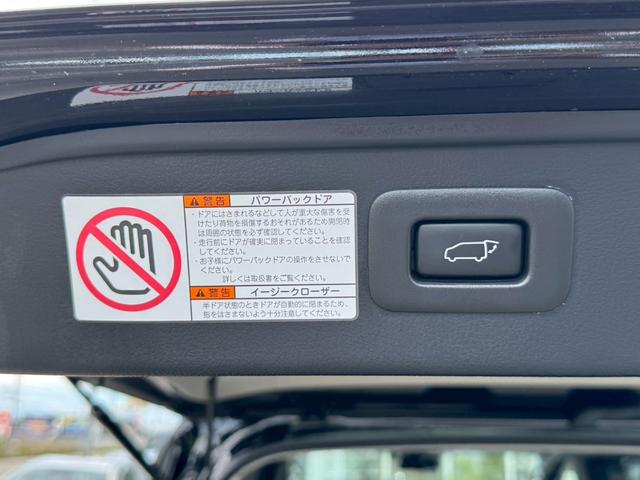 警告 パワーバックドア
・ドアにはさまれるなどして人が重大な傷害を受
けたり荷物を損傷するおそれがあるため開閉時
は周囲の状態を必ず確認してください。
・走行前にドアが確実に閉まっていることを確認
してください。
・お子様にパワーバックドアの操作をさせないで
ください。
詳しくは取扱書をご覧ください。
警告 イージークローザー
半ドア状態のときドアが自動的に閉まるため、
指をはさまないよう十分注意してください。